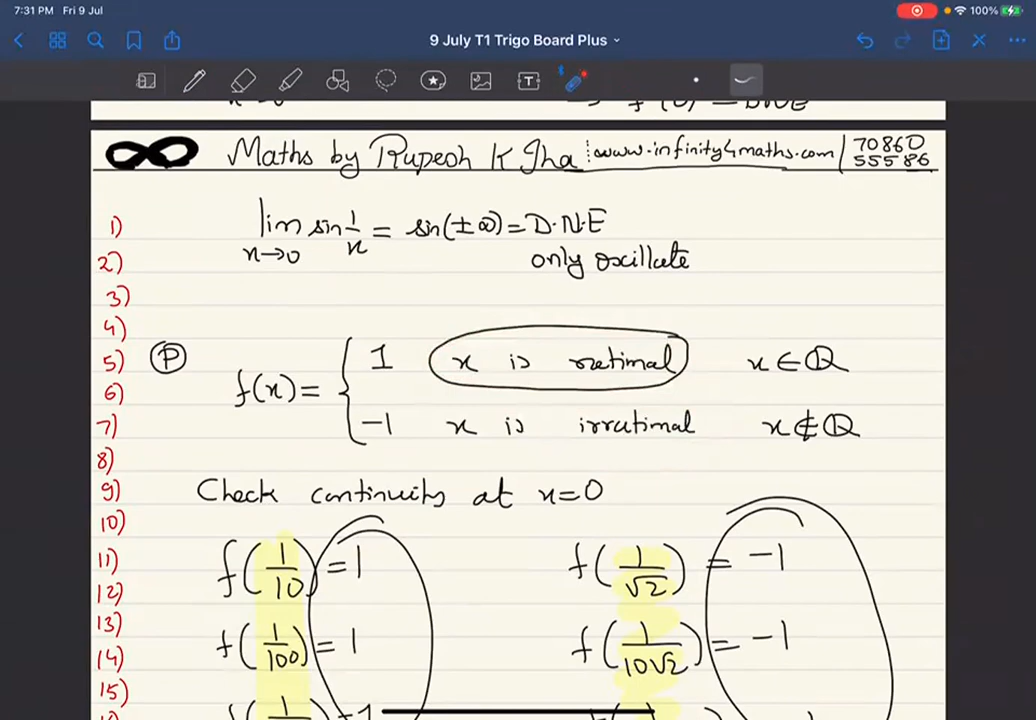 7:31 PM Fri 9 Jul
100%
9 July T1 Trigo Board Plus
∞ Maths by Rupesh K Jha www.infinity4maths.com / 70860 55586
1)
lim x→0 sin 1/x = sin(±∞) = D.N.E
2) only oscillate
3)
4)
5) P 1 x is rational x ∈ Q
6) f(x) = {
7) -1 x is irrational x ∉ Q
8)
9) Check continuity at x=0
10)
11) f(1/10) = 1 f(1/√2) = -1
12)
13)
14) f(1/100) = 1 f(1/10√2) = -1
15)